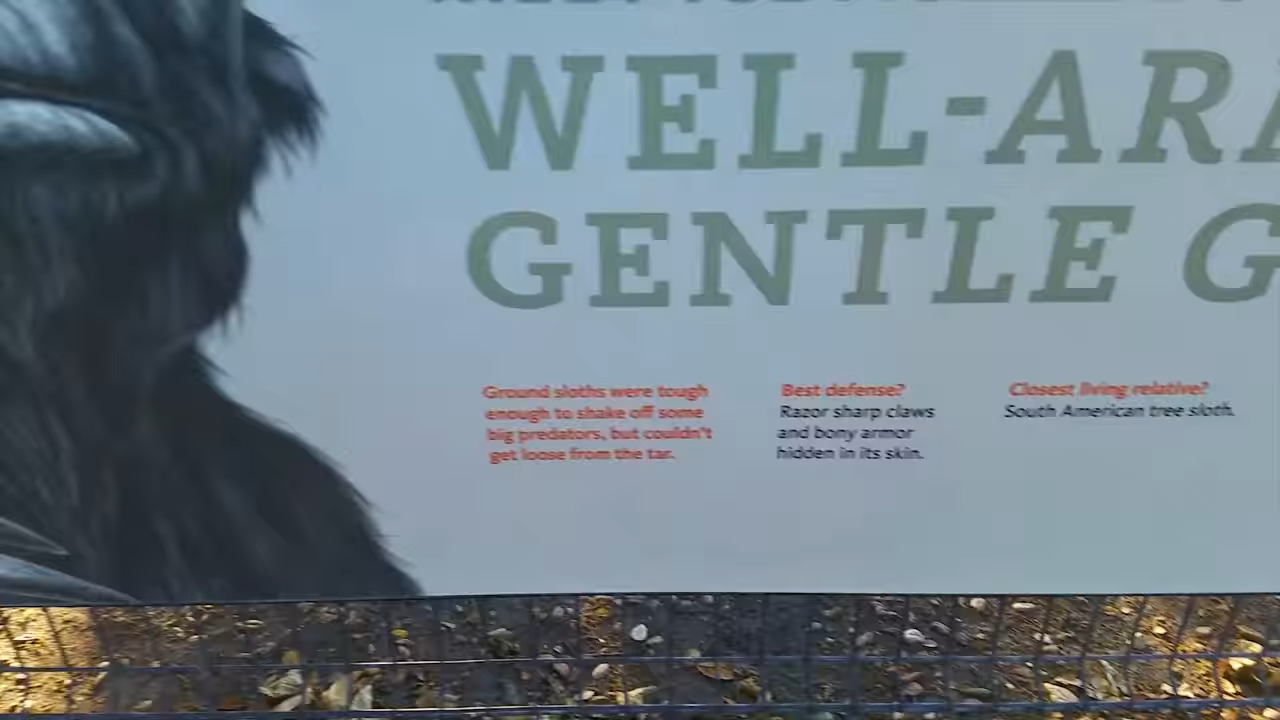 WELL-AR
GENTLE G
Ground sloths were tough
enough to shake off some
big predators, but couldn't
get loose from the tar.
Best defense?
Razor sharp claws
and bony armor
hidden in its skin.
Closest living relative?
South American tree sloth.